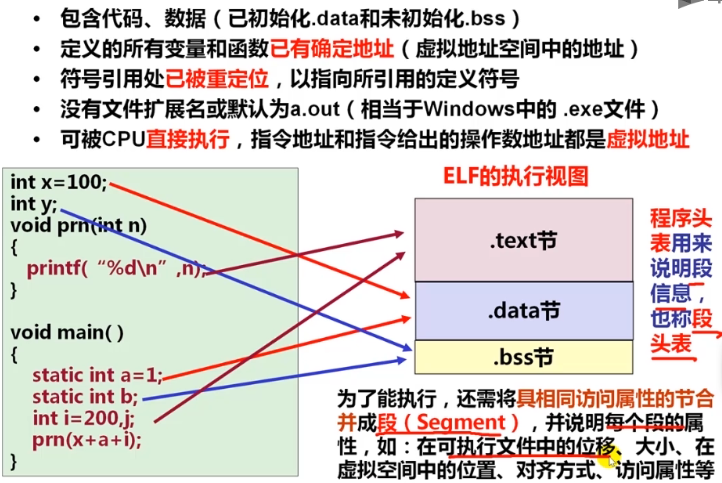 • 包含代码、数据（已初始化.data和未初始化.bss）
• 定义的所有变量和函数已有确定地址（虚拟地址空间中的地址）
• 符号引用处已被重定位，以指向所引用的定义符号
• 没有文件扩展名或默认为a.out（相当于Windows中的 .exe文件）
• 可被CPU直接执行，指令地址和指令给出的操作数地址都是虚拟地址
int x=100;
int y;
void prn(int n)
{
printf(“%d\n”,n);
}
void main( )
{
static int a=1;
static int b;
int i=200,j;
prn(x+a+i);
}
ELF的执行视图
.text节
.data节
.bss节
程序头
表用来
说明段
信息，
也称段
头表
为了能执行，还需将具相同访问属性的节合
并成段（Segment），并说明每个段的属
性，如：在可执行文件中的位移、大小、在
虚拟空间中的位置、对齐方式、访问属性等